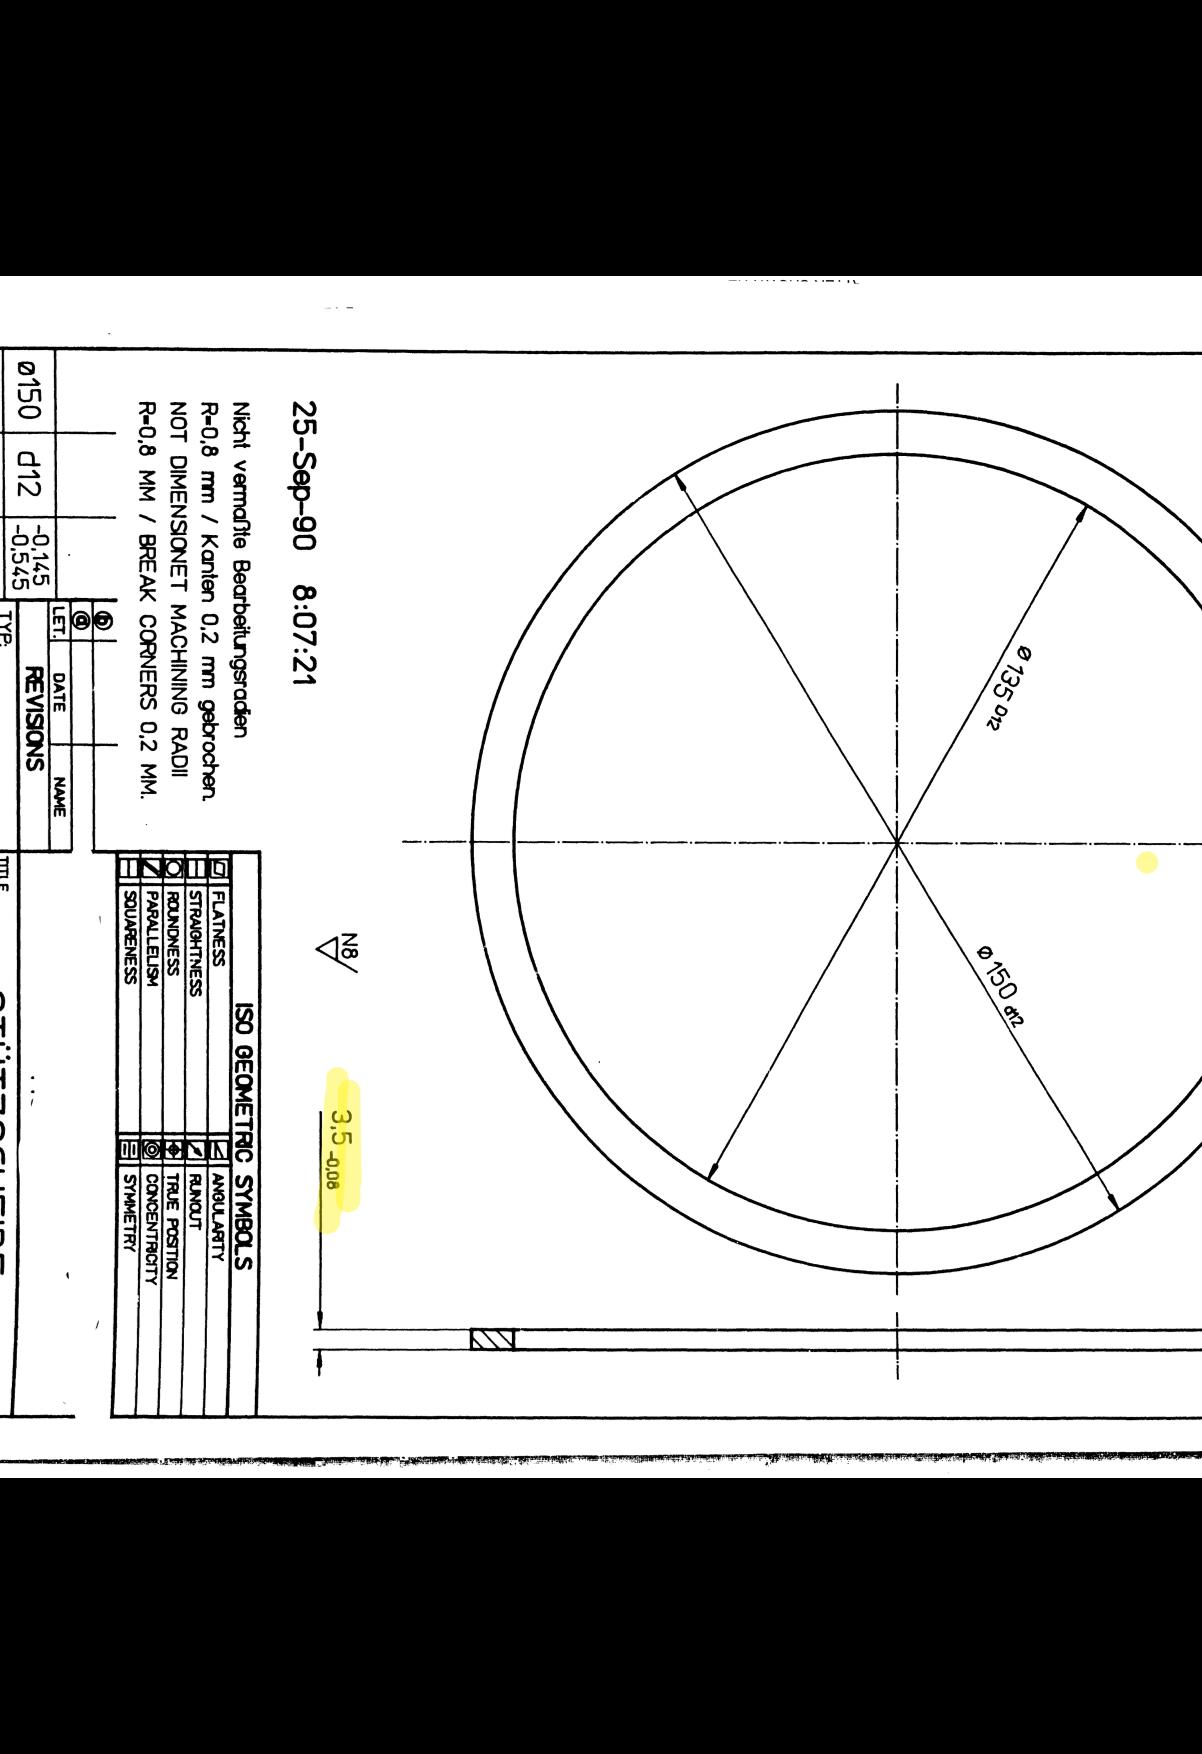 ø 135 D12
ø 150 d12
N8
3,5 -0,08
25-Sep-90 8:07:21
Nicht vermaßte Bearbeitungsradien
R=0,8 mm / Kanten 0,2 mm gebrochen.
NOT DIMENSIONET MACHINING RADII
R=0,8 MM / BREAK CORNERS 0,2 MM.
ISO GEOMETRIC SYMBOLS
FLATNESS ANGULARITY
STRAIGHTNESS RUNOUT
ROUNDNESS TRUE POSITION
PARALLELISM CONCENTRICITY
SQUARENESS SYMMETRY
b
a
LET. DATE NAME
REVISIONS
ø150 d12 -0,145
-0,545
TYP:
TITLE